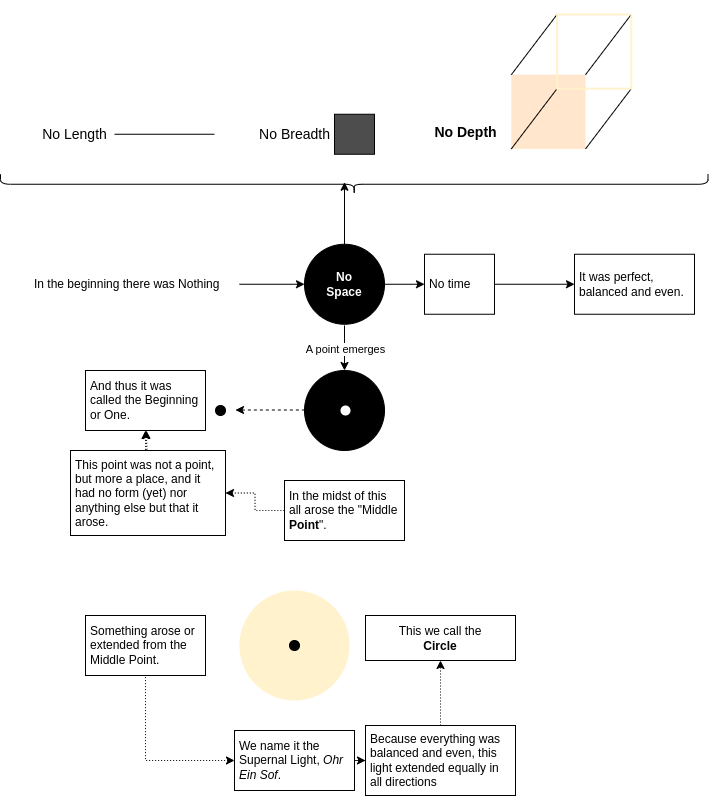 No Length
No Breadth
No Depth
In the beginning there was Nothing
No
Space
No time
It was perfect,
balanced and even.
A point emerges
And thus it was
called the Beginning
or One.
This point was not a point,
but more a place, and it
had no form (yet) nor
anything else but that it
arose.
In the midst of this
all arose the "Middle
Point".
Something arose or
extended from the
Middle Point.
This we call the
Circle
We name it the
Supernal Light, Ohr
Ein Sof.
Because everything was
balanced and even, this
light extended equally in
all directions